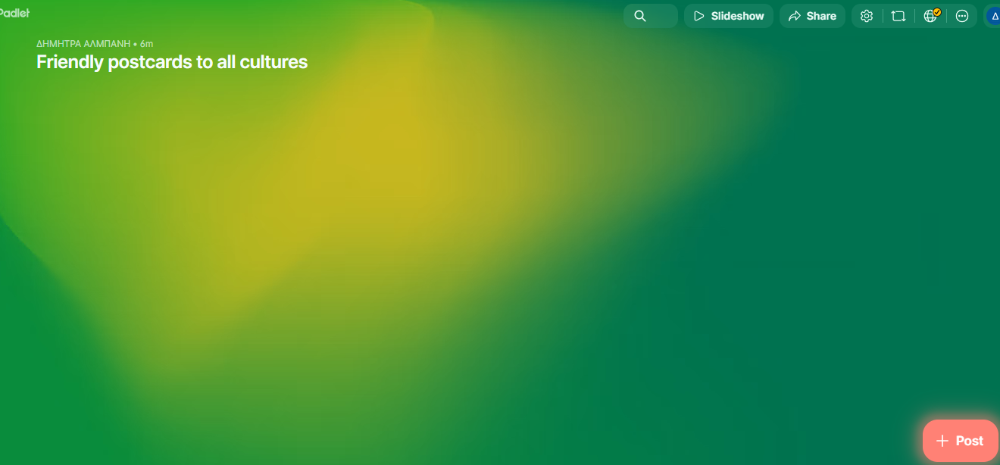 Padlet
Slideshow
Share
Δ
ΔΗΜΗΤΡΑ ΑΛΜΠΑΝΗ • 6m
Friendly postcards to all cultures
Post